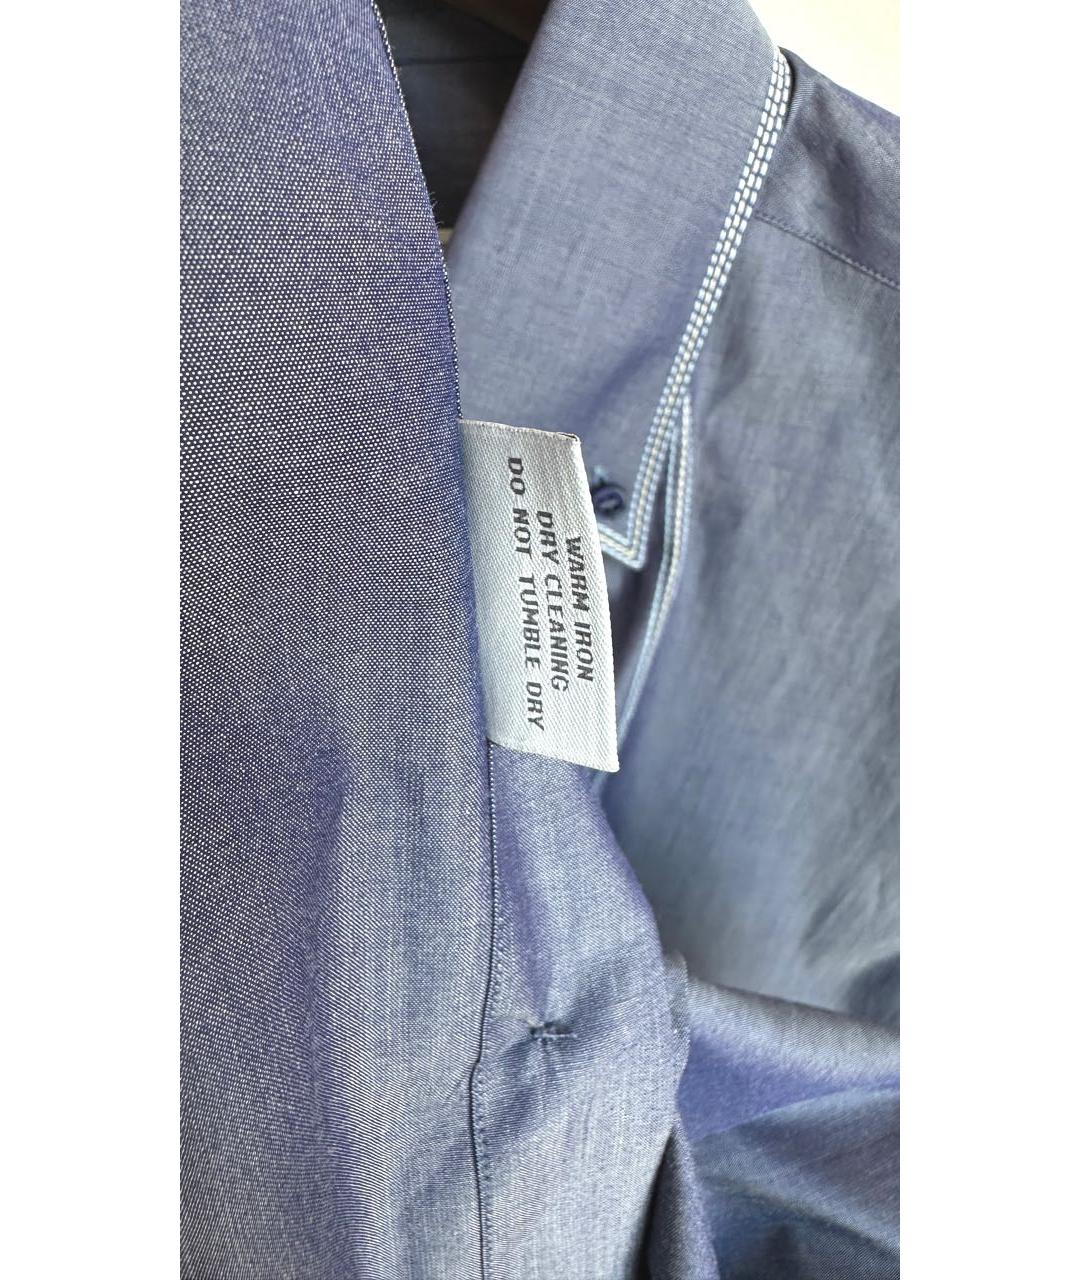 WARM IRON
DRY CLEANING
DO NOT TUMBLE DRY